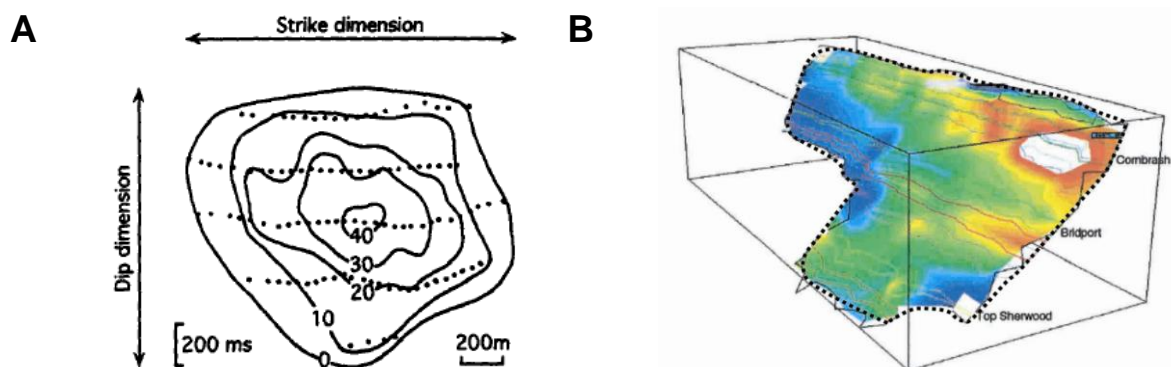 A
Strike dimension
Dip dimension
40
30
20
10
0
200 ms
200m
B
Cornbrash
Bridport
Top Sherwood